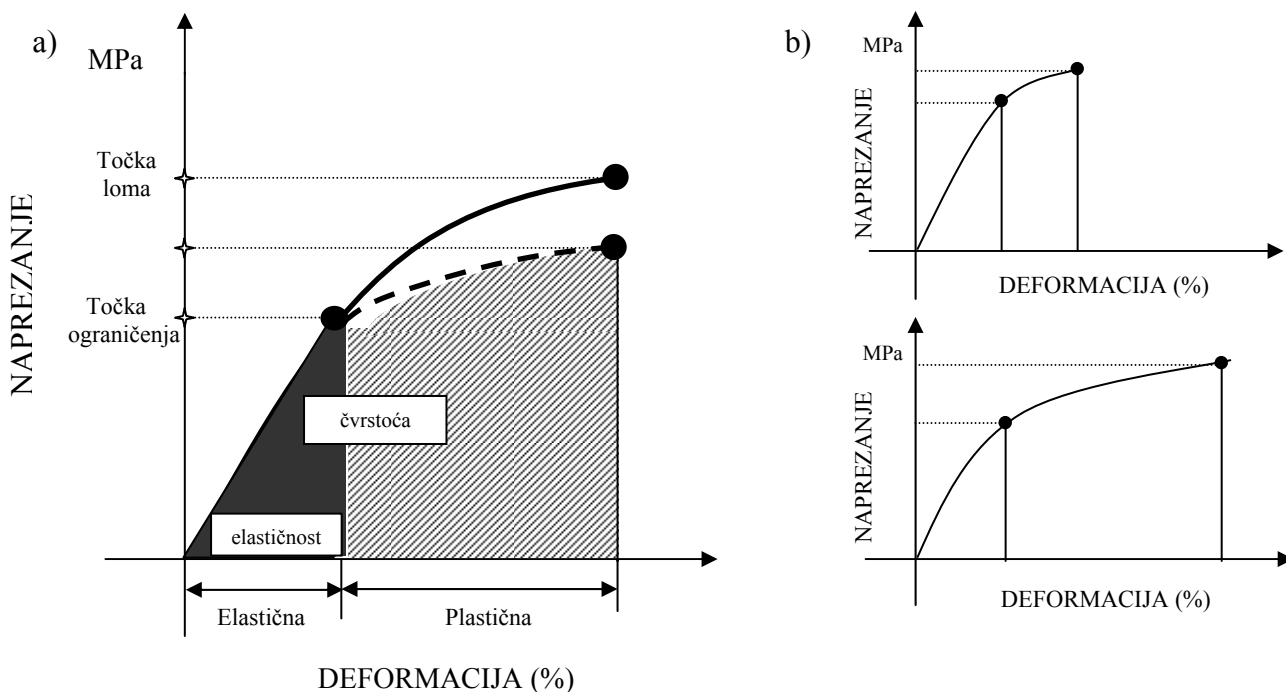 a)
MPa
Točka
loma
Točka
ograničenja
NAPREZANJE
čvrstoća
elastičnost
Elastična
Plastična
DEFORMACIJA (%)
b)
MPa
NAPREZANJE
DEFORMACIJA (%)
MPa
NAPREZANJE
DEFORMACIJA (%)